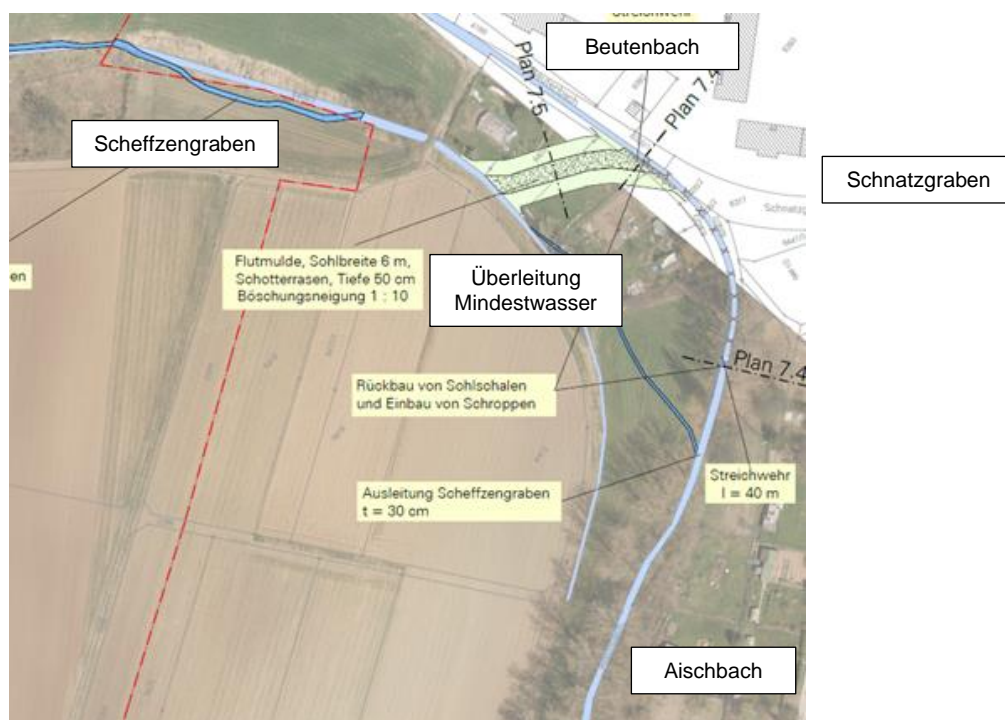 Streichwehr
Beutenbach
Plan 7.5
Plan 7.4
Scheffzengraben
Schnatzgraben
Flutmulde, Sohlbreite 6 m,
Schotterrasen, Tiefe 50 cm
Böschungsneigung 1 : 10
en
Überleitung
Mindestwasser
Plan 7.4
Rückbau von Sohlschalen
und Einbau von Schroppen
Ausleitung Scheffzengraben
t = 30 cm
Streichwehr
l = 40 m
Aischbach